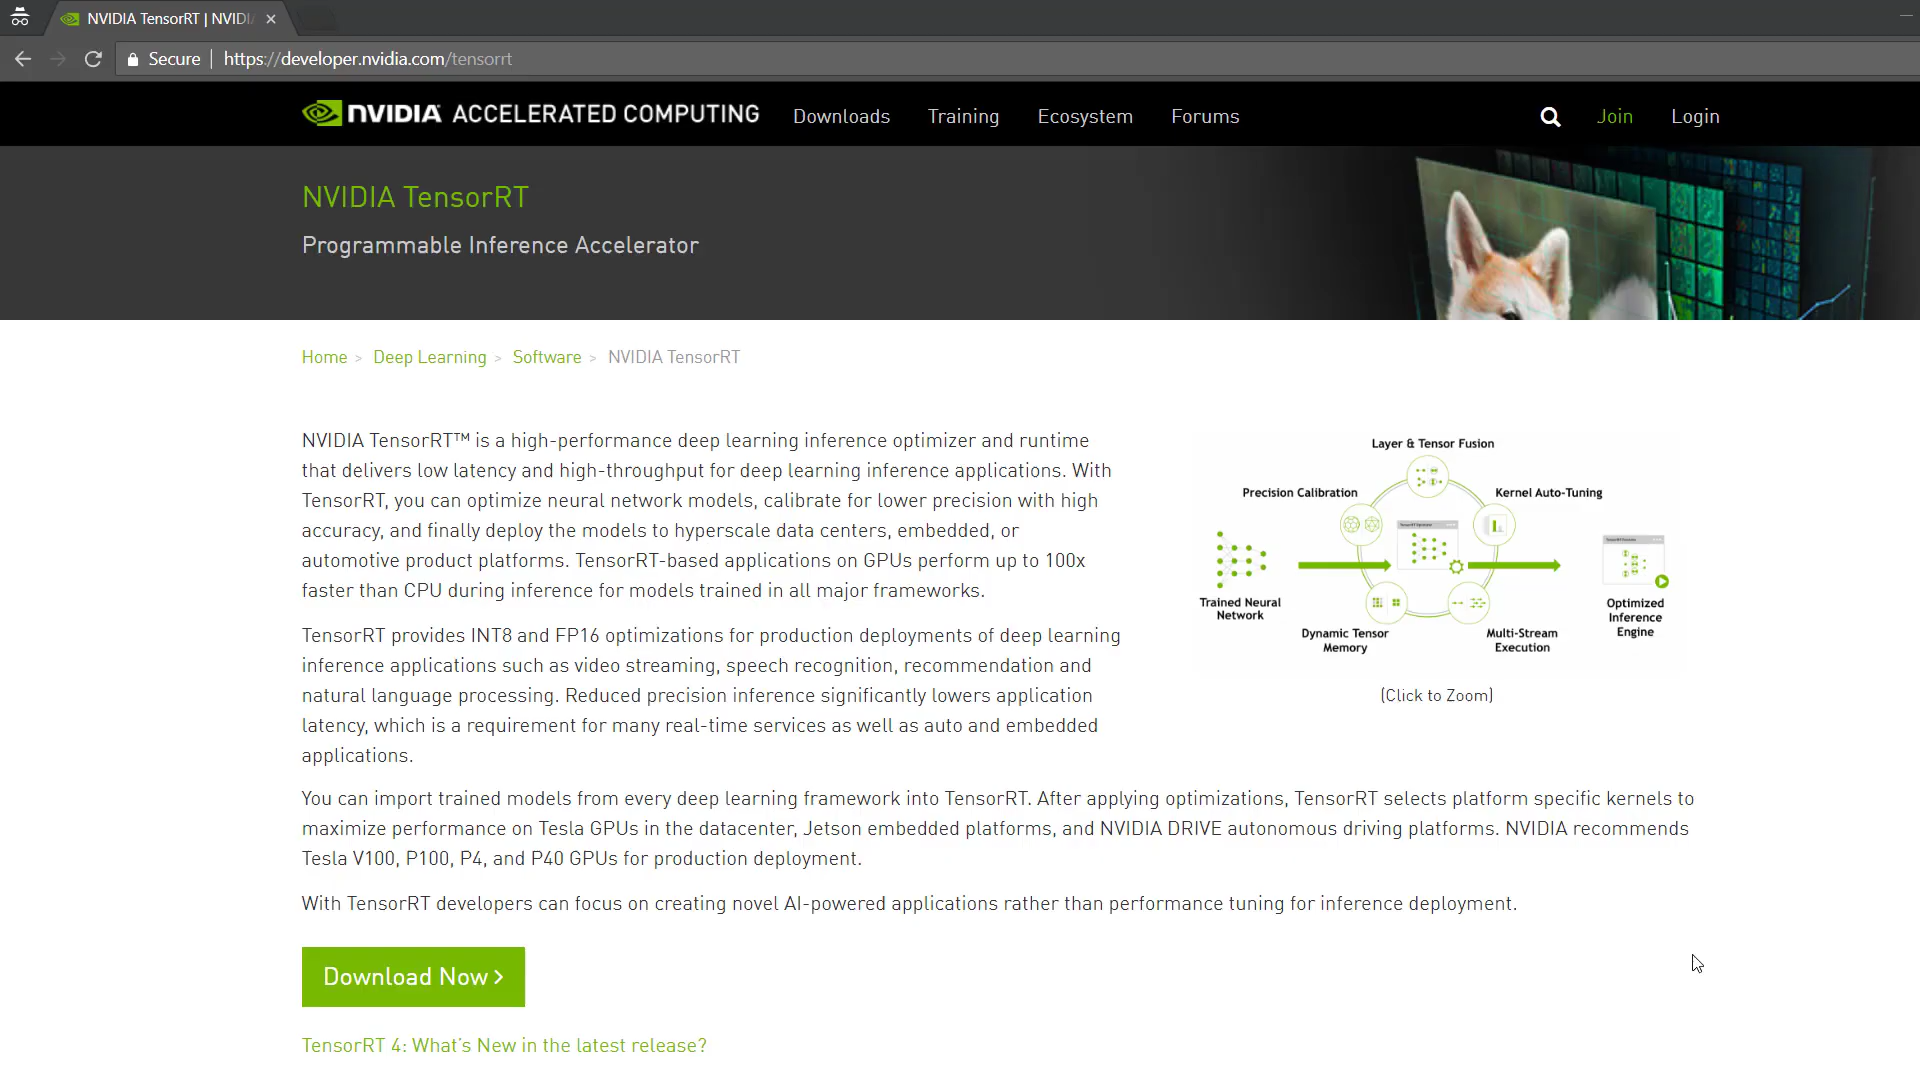 NVIDIA TensorRT | NVIDI
Secure | https://developer.nvidia.com/tensorrt
NVIDIA ACCELERATED COMPUTING Downloads Training Ecosystem Forums Join Login
NVIDIA TensorRT
Programmable Inference Accelerator
Home > Deep Learning > Software > NVIDIA TensorRT
NVIDIA TensorRT™ is a high-performance deep learning inference optimizer and runtime
that delivers low latency and high-throughput for deep learning inference applications. With
TensorRT, you can optimize neural network models, calibrate for lower precision with high
accuracy, and finally deploy the models to hyperscale data centers, embedded, or
automotive product platforms. TensorRT-based applications on GPUs perform up to 100x
faster than CPU during inference for models trained in all major frameworks.
TensorRT provides INT8 and FP16 optimizations for production deployments of deep learning
inference applications such as video streaming, speech recognition, recommendation and
natural language processing. Reduced precision inference significantly lowers application
latency, which is a requirement for many real-time services as well as auto and embedded
applications.
Layer & Tensor Fusion
Precision Calibration
Kernel Auto-Tuning
Trained Neural
Network
Dynamic Tensor
Memory
Multi-Stream
Execution
Optimized
Inference
Engine
(Click to Zoom)
You can import trained models from every deep learning framework into TensorRT. After applying optimizations, TensorRT selects platform specific kernels to
maximize performance on Tesla GPUs in the datacenter, Jetson embedded platforms, and NVIDIA DRIVE autonomous driving platforms. NVIDIA recommends
Tesla V100, P100, P4, and P40 GPUs for production deployment.
With TensorRT developers can focus on creating novel AI-powered applications rather than performance tuning for inference deployment.
Download Now >
TensorRT 4: What's New in the latest release?